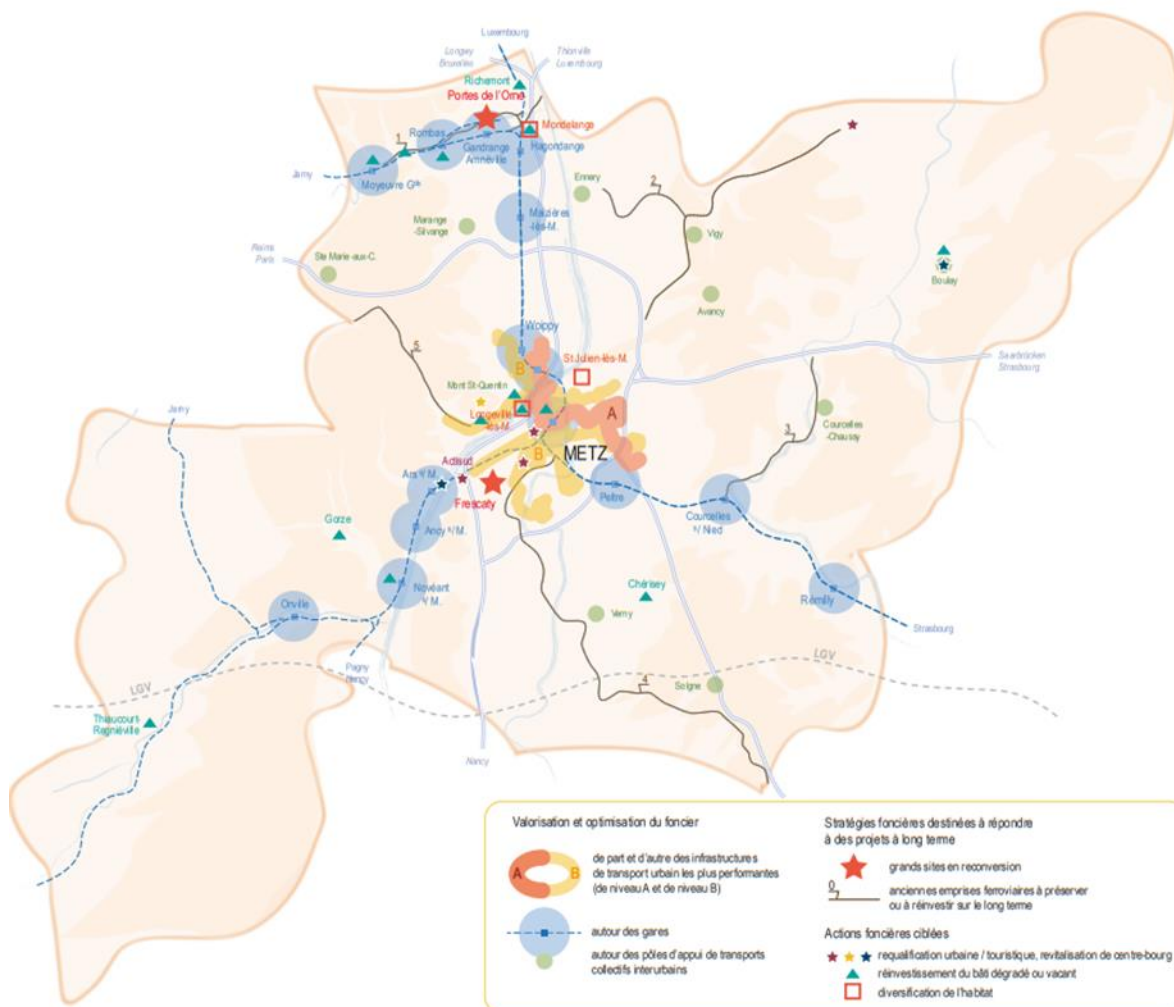 Luxembourg
Longwy
Bruxelles
Thionville
Luxembourg
Richemont
Portes de l'Orne
Mondelange
1
Rombas
Gandrange
Amnéville
Hagondange
Jarny
Moyeuvre Gde
Ennery
2
Maizières
-lès-M.
Marange
-Silvange
Vigy
Reims
Paris
Ste Marie-aux-C.
Boulay
Avancy
Woippy
5
B
St Julien-lès-M.
Saarbrücken
Strasbourg
Mont St-Quentin
Jarny
Longeville
-lès-M.
A
Courcelles
-Chaussy
3
B
METZ
Actisud
Ars s/ M.
Frescaty
Peltre
Gorze
Ancy s/ M.
Courcelles
s/ Nied
Novéant
s/ M.
Chérisey
Rémilly
Onville
Verny
Strasbourg
Pagny
Nancy
LGV
LGV
4
Solgne
Thiaucourt-
Regniéville
Nancy
Valorisation et optimisation du foncier
A
B
de part et d'autre des infrastructures
de transport urbain les plus performantes
(de niveau A et de niveau B)
autour des gares
autour des pôles d'appui de transports
collectifs interurbains
Stratégies foncières destinées à répondre
à des projets à long terme
grands sites en reconversion
0
anciennes emprises ferroviaires à préserver
ou à réinvestir sur le long terme
Actions foncières ciblées
requalification urbaine / touristique, revitalisation de centre-bourg
réinvestissement du bâti dégradé ou vacant
diversification de l'habitat